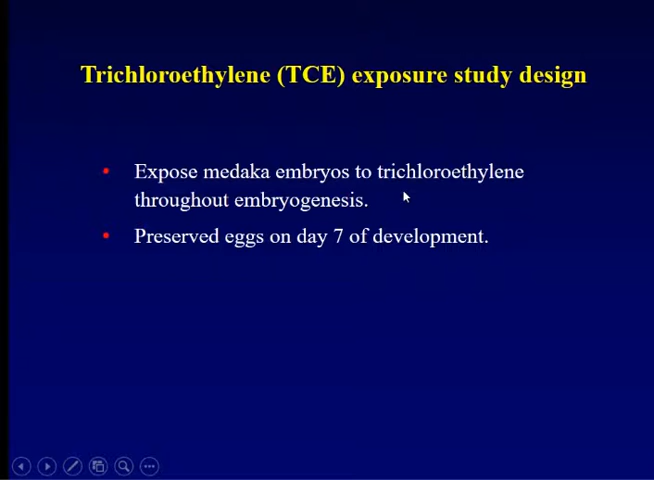 Trichloroethylene (TCE) exposure study design
• Expose medaka embryos to trichloroethylene
throughout embryogenesis.
• Preserved eggs on day 7 of development.